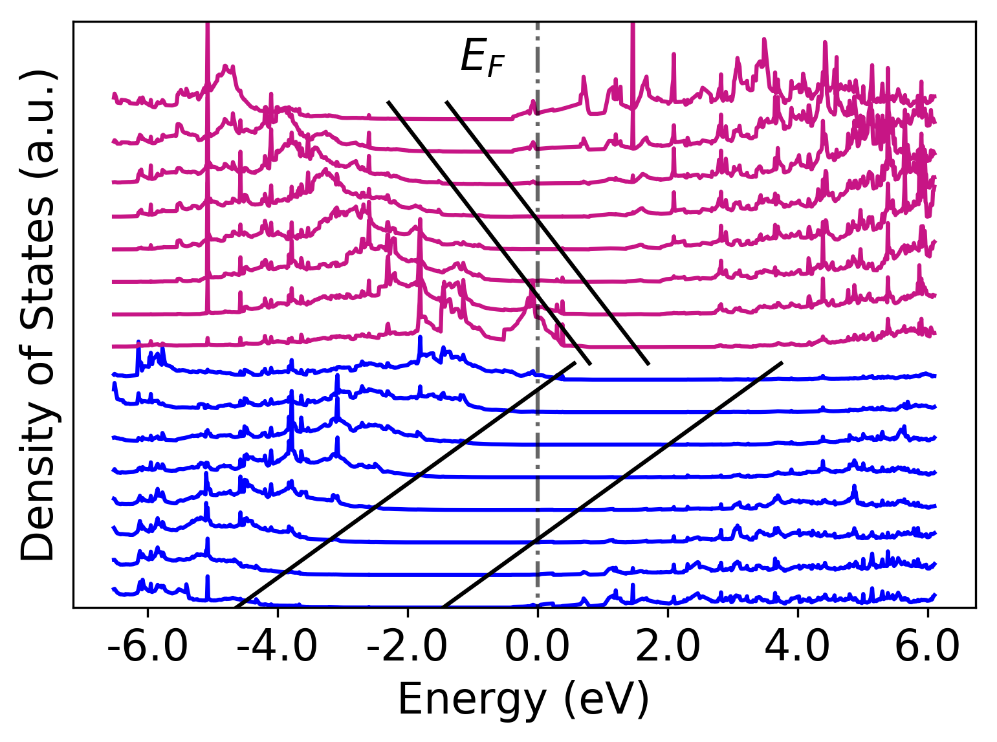 E_F
Density of States (a.u.)
-6.0 -4.0 -2.0 0.0 2.0 4.0 6.0
Energy (eV)